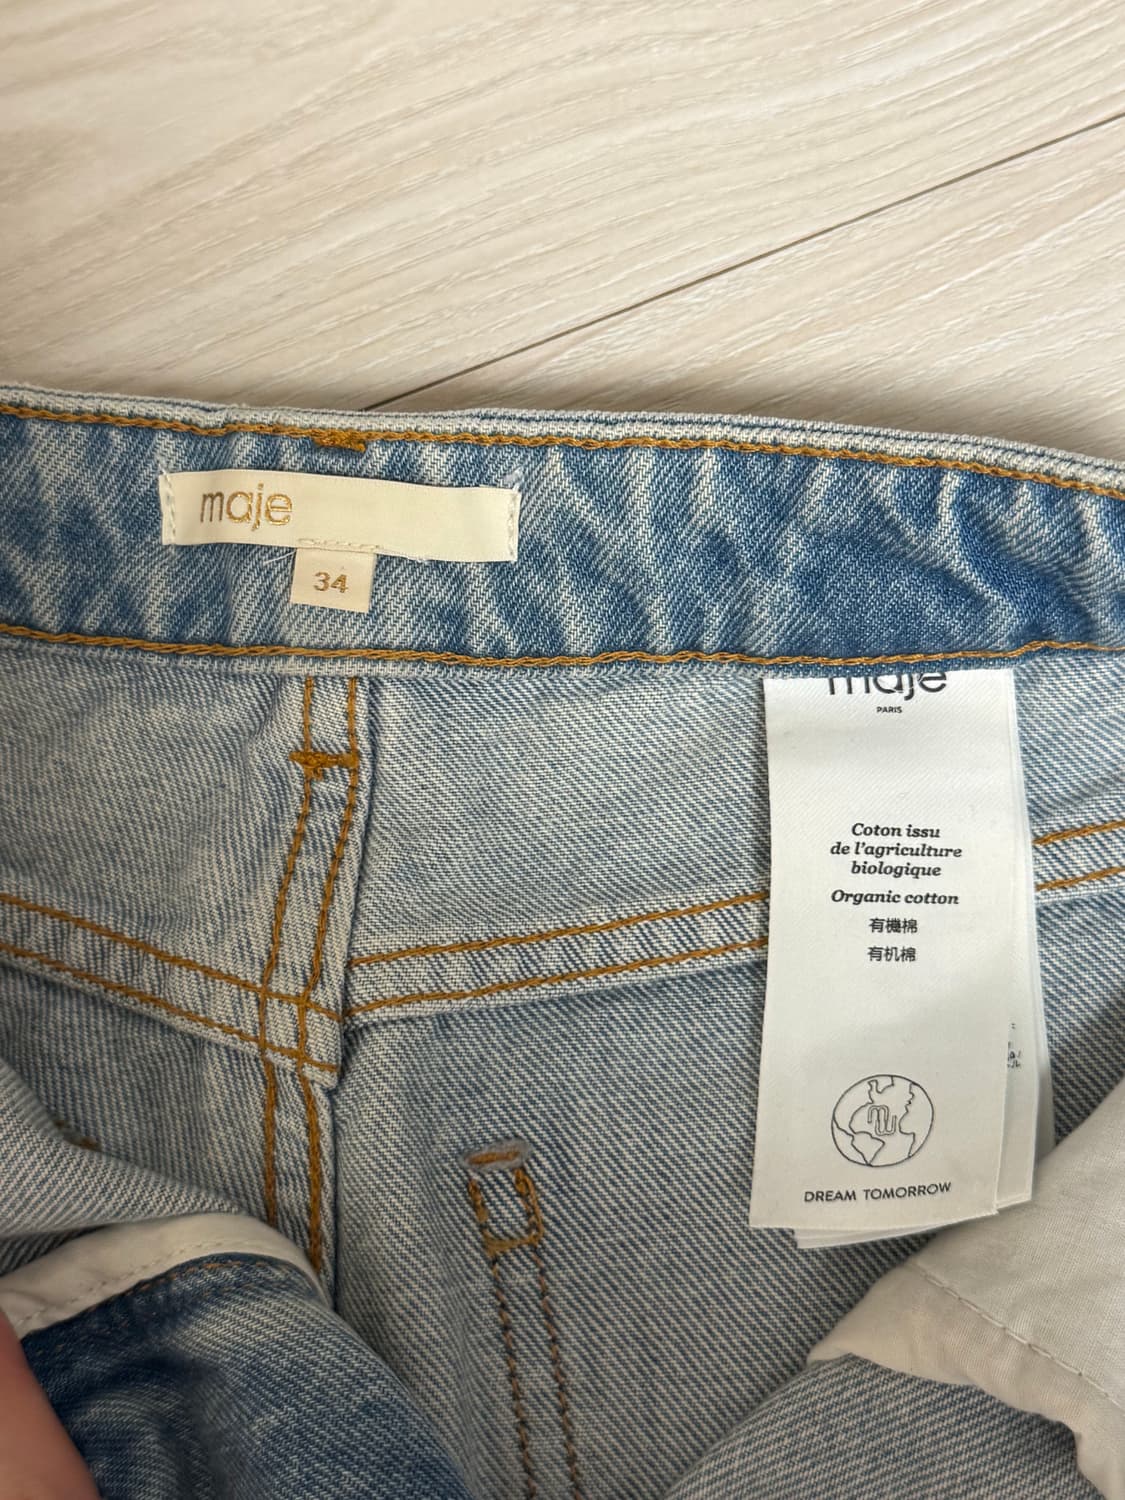 maje
34
maje
PARIS
Coton issu
de l'agriculture
biologique
Organic cotton
有機棉
有机棉
DREAM TOMORROW